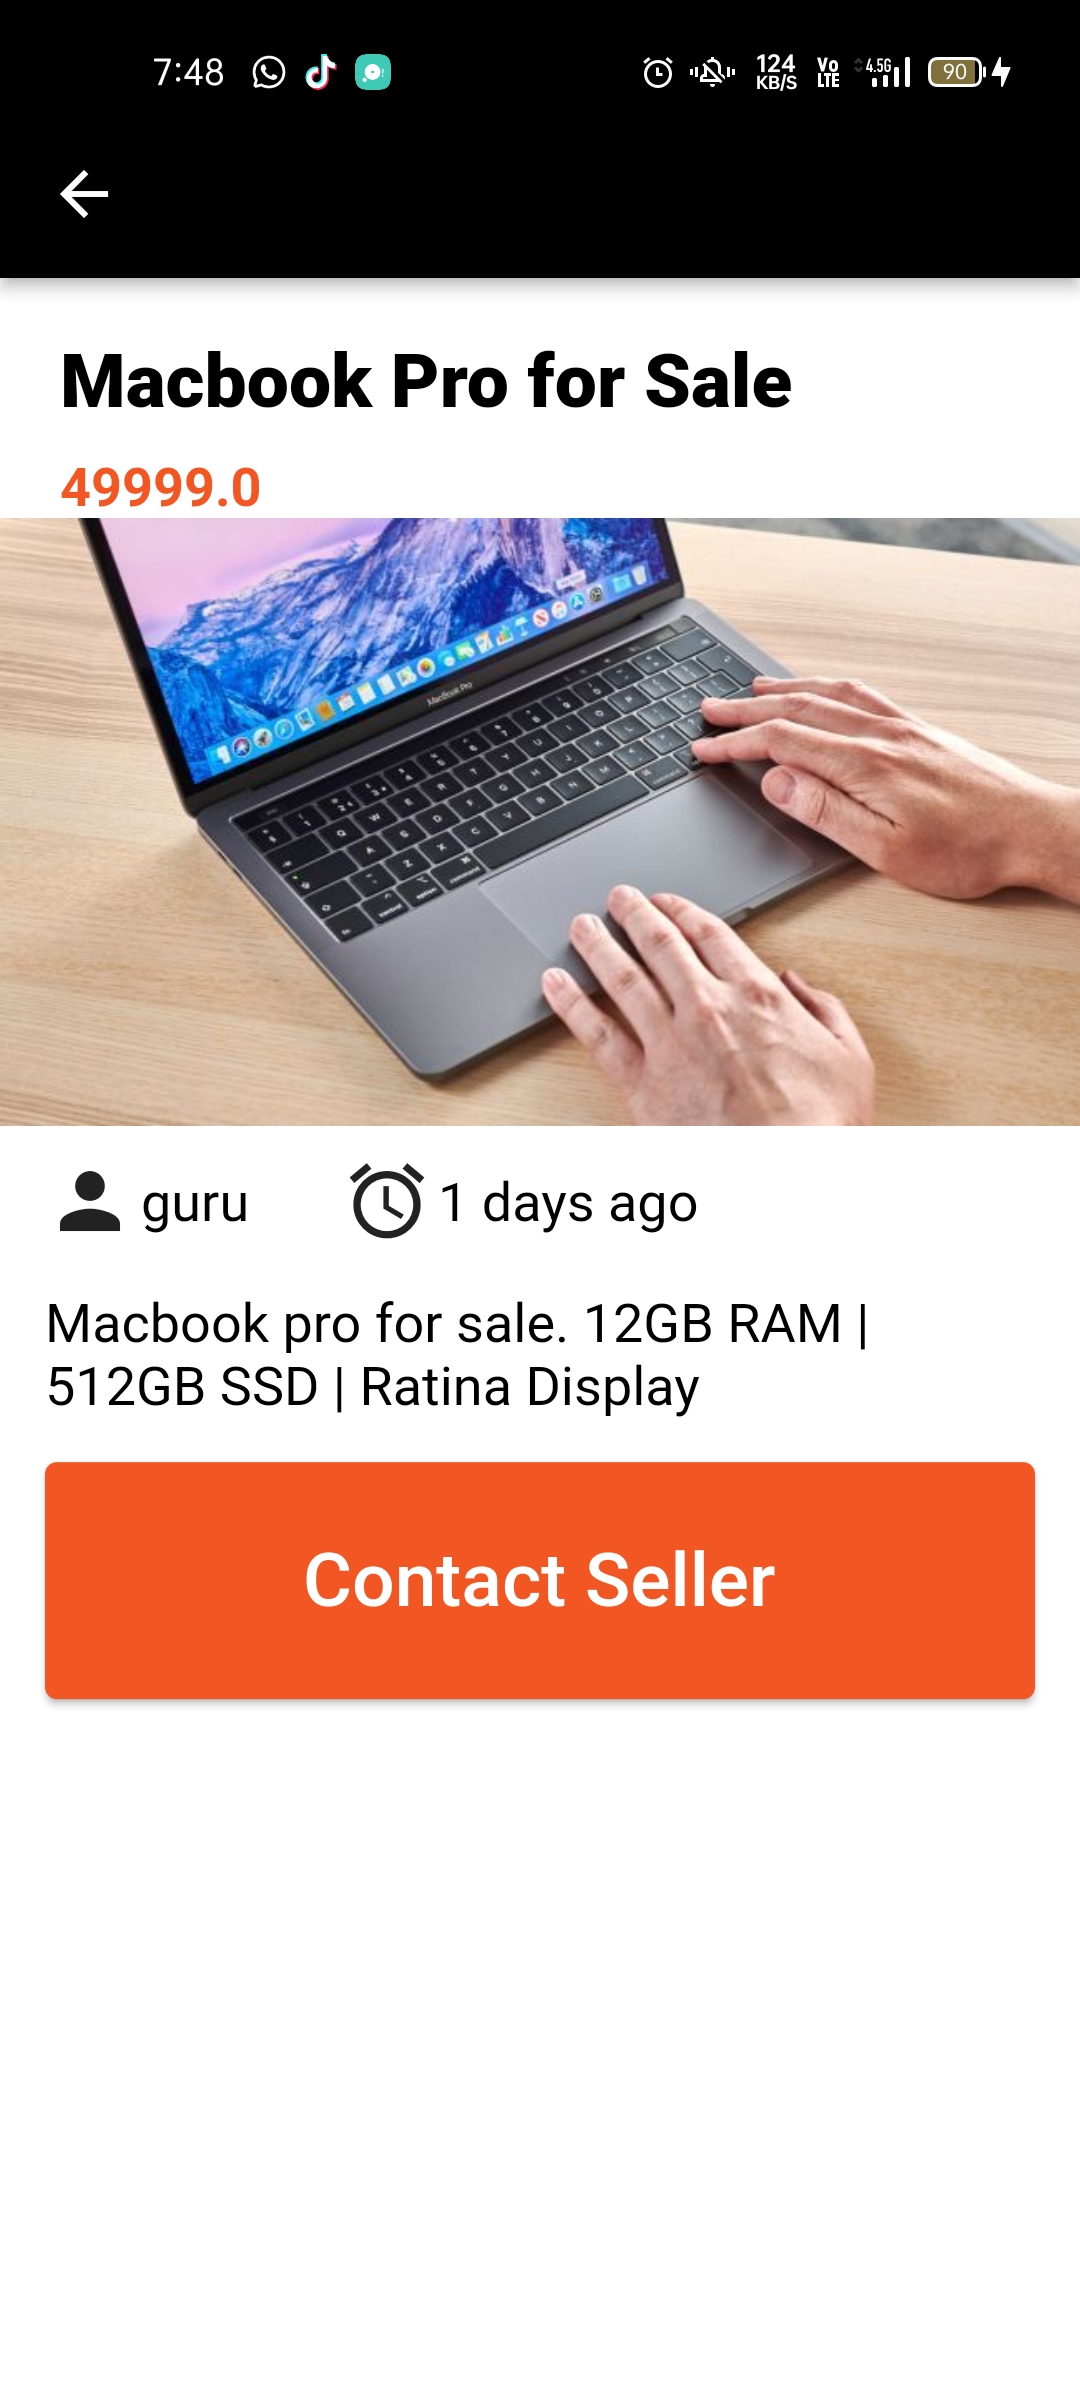 7:48
124
KB/S
Vo
LTE
4.5G
90
Macbook Pro for Sale
49999.0
MacBook Pro
guru
1 days ago
Macbook pro for sale. 12GB RAM |
512GB SSD | Ratina Display
Contact Seller